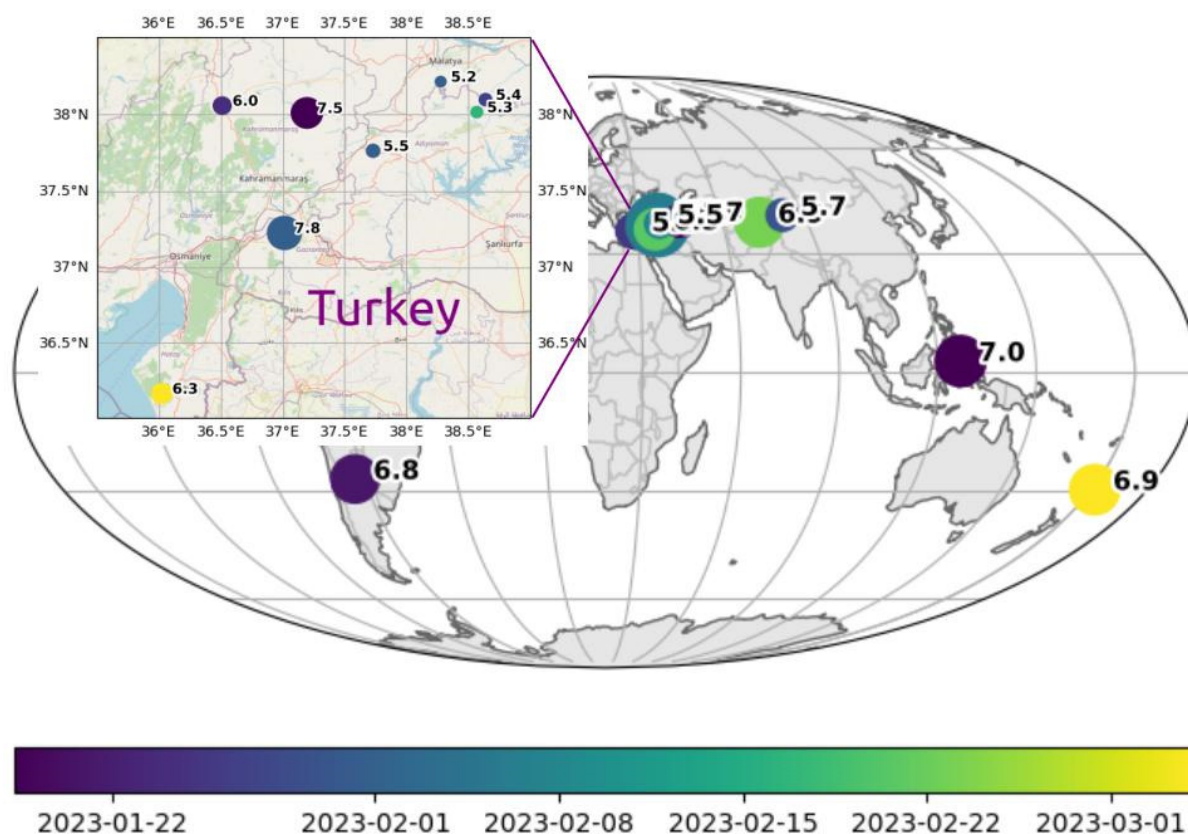 36°E 36.5°E 37°E 37.5°E 38°E 38.5°E
Malatya
5.2
6.0 7.5 5.4
5.3
38°N 38°N
Kahramanmaraş
5.5 Adıyaman
37.5°N Kahramanmaraş 37.5°N
5.5 5.7 6. 5.7
7.8
Osmaniye Şanlıurfa
37°N 37°N
Turkey
36.5°N 36.5°N
7.0
6.3
36°E 36.5°E 37°E 37.5°E 38°E 38.5°E
6.8 6.9
2023-01-22 2023-02-01 2023-02-08 2023-02-15 2023-02-22 2023-03-01